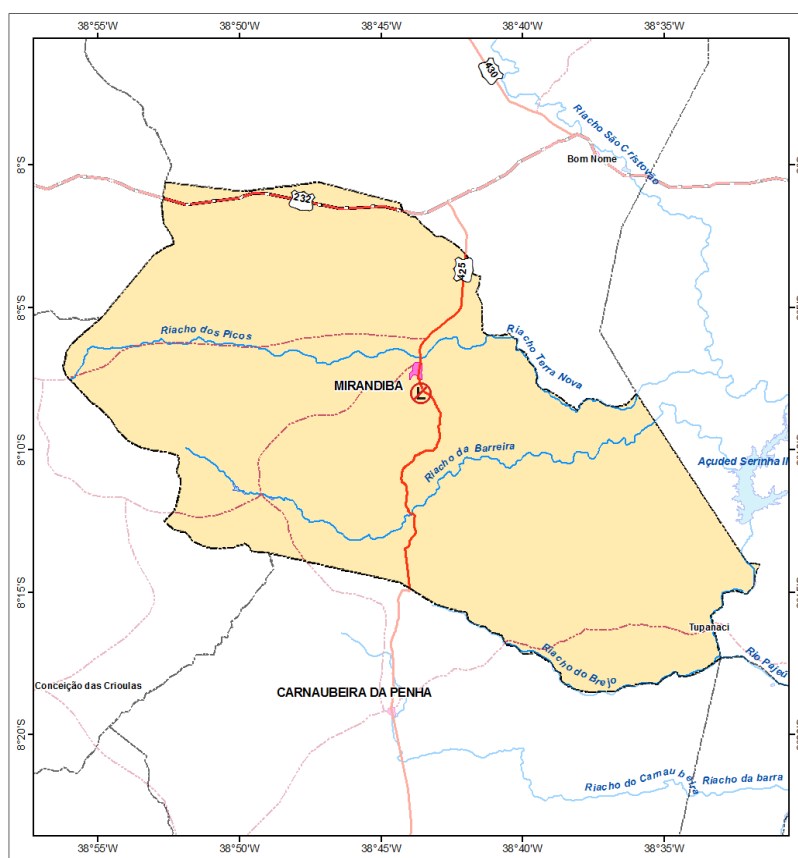 38°55'W
38°50'W
38°45'W
38°40'W
38°35'W
430
Riacho São Cristovão
Bom Nome
8°S
232
425
8°5'S
Riacho dos Picos
Riacho Terra Nova
MIRANDIBA
L
Riacho da Barreira
8°10'S
Açuded Serinha II
8°15'S
Tupanaci
Rio Pajeú
Riacho do Brejo
Conceição das Crioulas
CARNAUBEIRA DA PENHA
8°20'S
Riacho do Carnaubeira
Riacho da barra
38°55'W
38°50'W
38°45'W
38°40'W
38°35'W